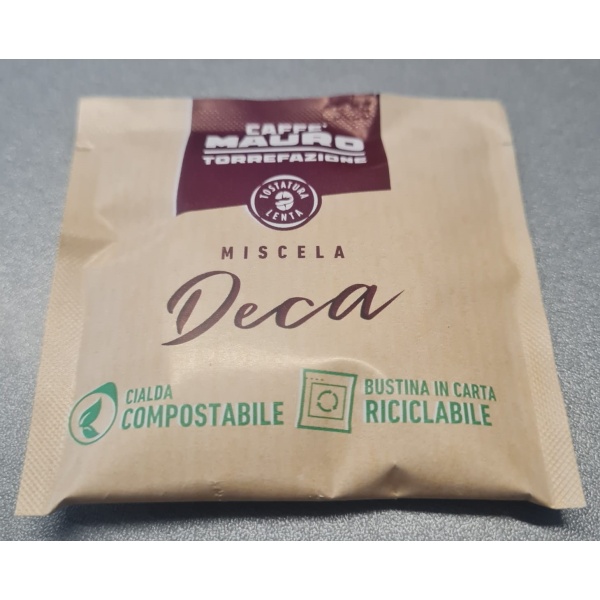 CAFFE'
MAURO
TORREFAZIONE
TOSTATURA
LENTA
MISCELA
Deca
CIALDA
COMPOSTABILE
BUSTINA IN CARTA
RICICLABILE